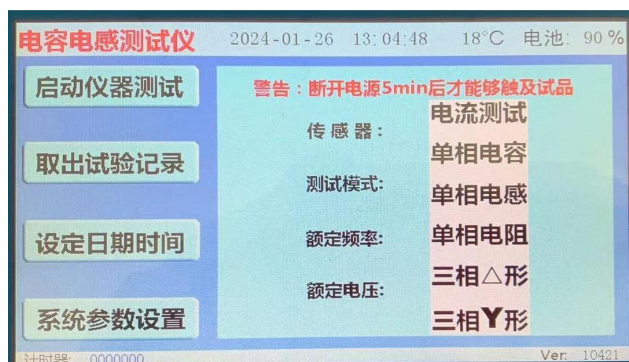 电容电感测试仪 2024-01-26 13:04:48 18°C 电池: 90%
启动仪器测试
取出试验记录
设定日期时间
系统参数设置
警告：断开电源5min后才能够触及试品
传感器:
测试模式:
额定频率:
额定电压:
电流测试
单相电容
单相电感
单相电阻
三相△形
三相Y形
计时器: 0000000 Ver: 10421